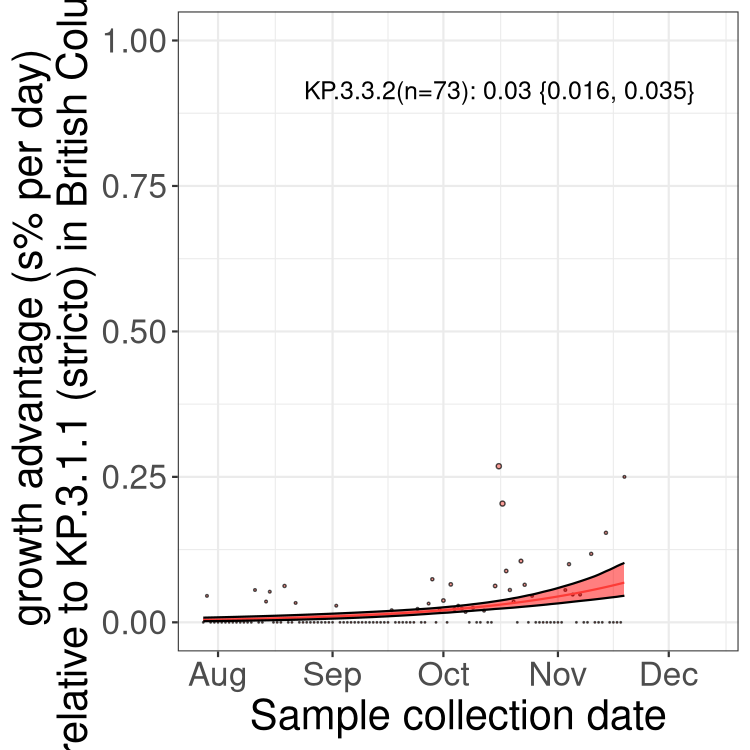 growth advantage (s% per day)
relative to KP.3.1.1 (stricto) in British Colu
1.00
0.75
0.50
0.25
0.00
KP.3.3.2(n=73): 0.03 {0.016, 0.035}
Aug Sep Oct Nov Dec
Sample collection date